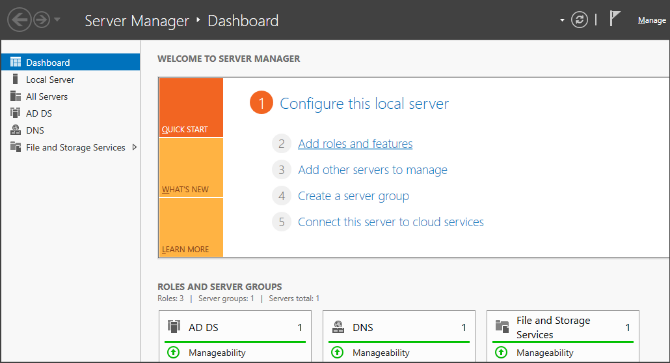 Server Manager • Dashboard
Manage
Dashboard
Local Server
All Servers
AD DS
DNS
File and Storage Services
WELCOME TO SERVER MANAGER
QUICK START
WHAT'S NEW
LEARN MORE
1 Configure this local server
2 Add roles and features
3 Add other servers to manage
4 Create a server group
5 Connect this server to cloud services
ROLES AND SERVER GROUPS
Roles: 3 | Server groups: 1 | Servers total: 1
AD DS 1
Manageability
DNS 1
Manageability
File and Storage Services 1
Manageability